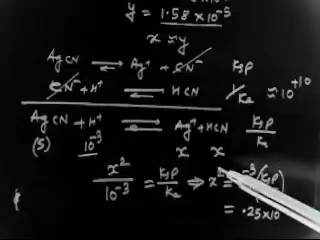 y = 1.58 × 10⁻⁵
x ≈ y
AgCN ⇌ Ag⁺ + CN⁻ Ksp
CN⁻ + H⁺ ⇌ HCN 1/Ka ≈ 10⁺¹⁰
AgCN + H⁺ ⇌ Ag⁺ + HCN Ksp/Ka
(S) 10⁻³ x x
x²/10⁻³ = Ksp/Ka ⇒ x² =
= .25 × 10